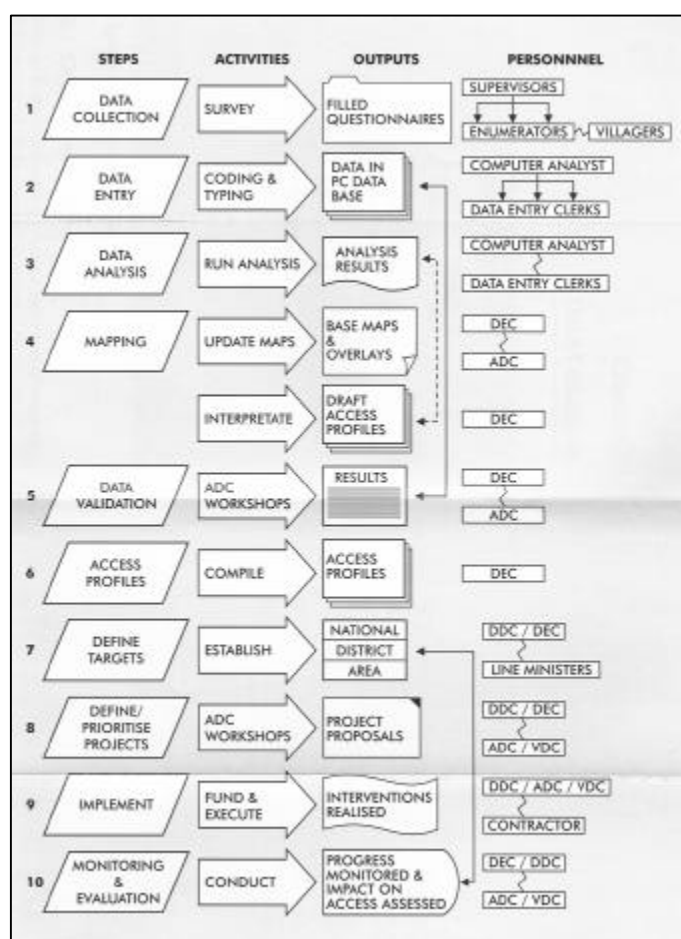 STEPS ACTIVITIES OUTPUTS PERSONNNEL
1
DATA
COLLECTION
SURVEY
FILLED
QUESTIONNAIRES
SUPERVISORS
ENUMERATORS
VILLAGERS
2
DATA
ENTRY
CODING &
TYPING
DATA IN
PC DATA
BASE
COMPUTER ANALYST
DATA ENTRY CLERKS
3
DATA
ANALYSIS
RUN ANALYSIS
ANALYSIS
RESULTS
COMPUTER ANALYST
DATA ENTRY CLERKS
4
MAPPING
UPDATE MAPS
BASE MAPS
&
OVERLAYS
DEC
ADC
INTERPRETATE
DRAFT
ACCESS
PROFILES
DEC
5
DATA
VALIDATION
ADC
WORKSHOPS
RESULTS
DEC
ADC
6
ACCESS
PROFILES
COMPILE
ACCESS
PROFILES
DEC
7
DEFINE
TARGETS
ESTABLISH
NATIONAL
DISTRICT
AREA
DDC / DEC
LINE MINISTERS
8
DEFINE/
PRIORITISE
PROJECTS
ADC
WORKSHOPS
PROJECT
PROPOSALS
DDC / DEC
ADC / VDC
9
IMPLEMENT
FUND &
EXECUTE
INTERVENTIONS
REALISED
DDC / ADC / VDC
CONTRACTOR
10
MONITORING
&
EVALUATION
CONDUCT
PROGRESS
MONITORED &
IMPACT ON
ACCESS ASSESSED
DEC / DDC
ADC / VDC